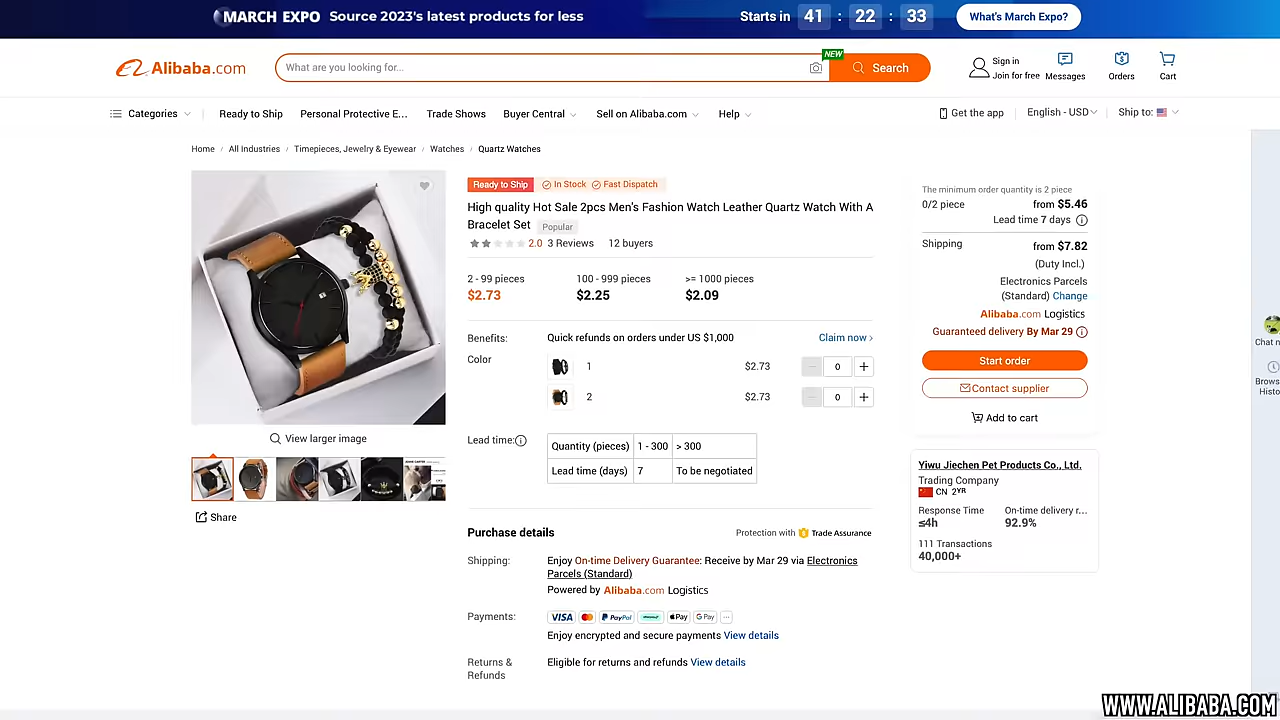 MARCH EXPO Source 2023's latest products for less
Starts in 41 : 22 : 33 What's March Expo?
Alibaba.com
What are you looking for...
NEW
Search
Sign in
Join for free
Messages
Orders
Cart
Categories
Ready to Ship
Personal Protective E...
Trade Shows
Buyer Central
Sell on Alibaba.com
Help
Get the app
English - USD
Ship to:
Home / All Industries / Timepieces, Jewelry & Eyewear / Watches / Quartz Watches
View larger image
Share
Ready to Ship In Stock Fast Dispatch
High quality Hot Sale 2pcs Men's Fashion Watch Leather Quartz Watch With A
Bracelet Set Popular
2.0 3 Reviews 12 buyers
2 - 99 pieces 100 - 999 pieces >= 1000 pieces
$2.73 $2.25 $2.09
Benefits: Quick refunds on orders under US $1,000 Claim now >
Color 1 $2.73 - 0 +
2 $2.73 - 0 +
Lead time:
Quantity (pieces) 1 - 300 > 300
Lead time (days) 7 To be negotiated
Purchase details Protection with Trade Assurance
Shipping: Enjoy On-time Delivery Guarantee: Receive by Mar 29 via Electronics
Parcels (Standard)
Powered by Alibaba.com Logistics
Payments: VISA PayPal Pay G Pay ...
Enjoy encrypted and secure payments View details
Returns &
Refunds
Eligible for returns and refunds View details
The minimum order quantity is 2 piece
0/2 piece from $5.46
Lead time 7 days
Shipping from $7.82
(Duty Incl.)
Electronics Parcels
(Standard) Change
Alibaba.com Logistics
Guaranteed delivery By Mar 29
Start order
Contact supplier
Add to cart
Yiwu Jiechen Pet Products Co., Ltd.
Trading Company
CN 2YR
Response Time On-time delivery r...
≤4h 92.9%
111 Transactions
40,000+
Chat n
Brows
Histo
WWW.ALIBABA.COM